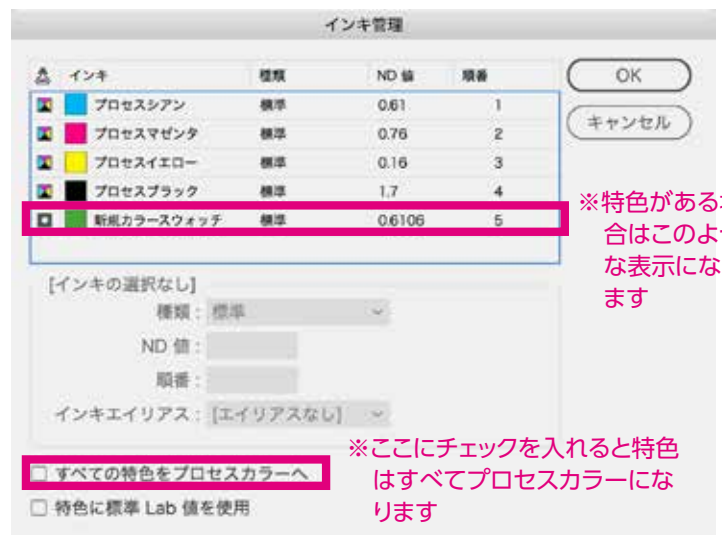 インキ管理
インキ 種類 ND 値 順番
プロセスシアン 標準 0.61 1
プロセスマゼンタ 標準 0.76 2
プロセスイエロー 標準 0.16 3
プロセスブラック 標準 1.7 4
新規カラースウォッチ 標準 0.6106 5
OK
キャンセル
※特色がある
合はこのよ
な表示にな
ます
[インキの選択なし]
種類 : 標準
ND 値 :
順番 :
インキエイリアス : [エイリアスなし]
※ここにチェックを入れると特色
はすべてプロセスカラーにな
ります
すべての特色をプロセスカラーへ
特色に標準 Lab 値を使用